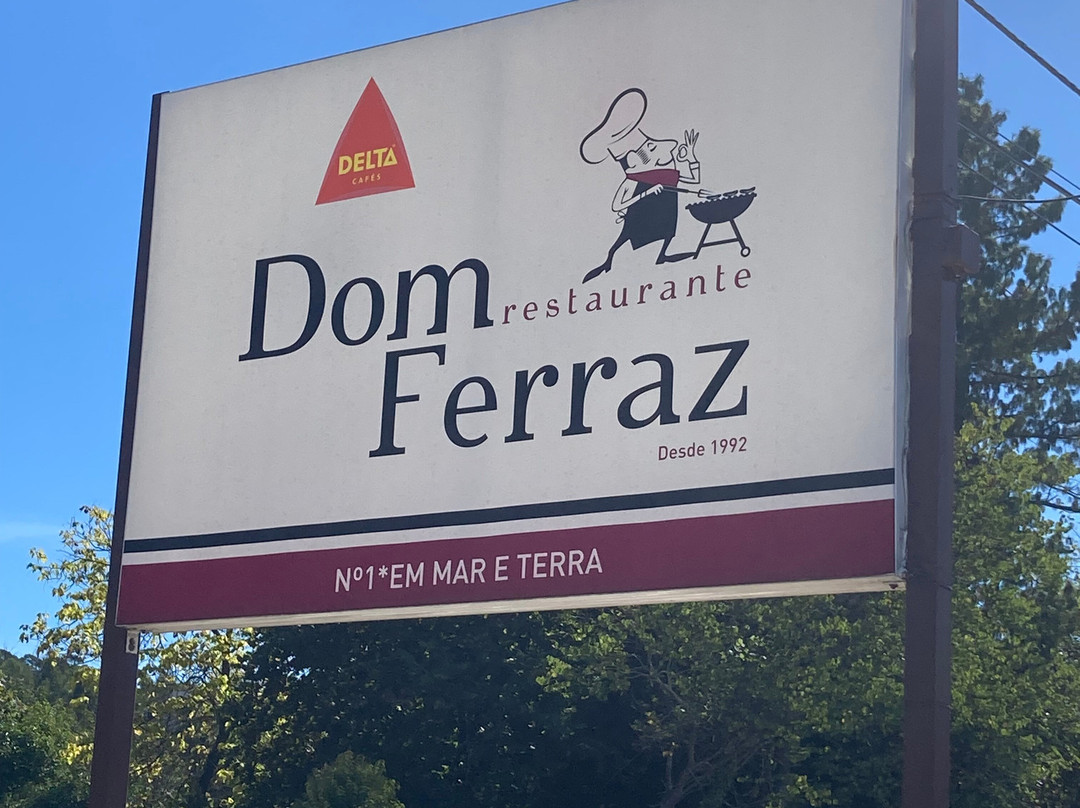 DELTA
CAFÉS
Dom
restaurante
Ferraz
Desde 1992
Nº1*EM MAR E TERRA